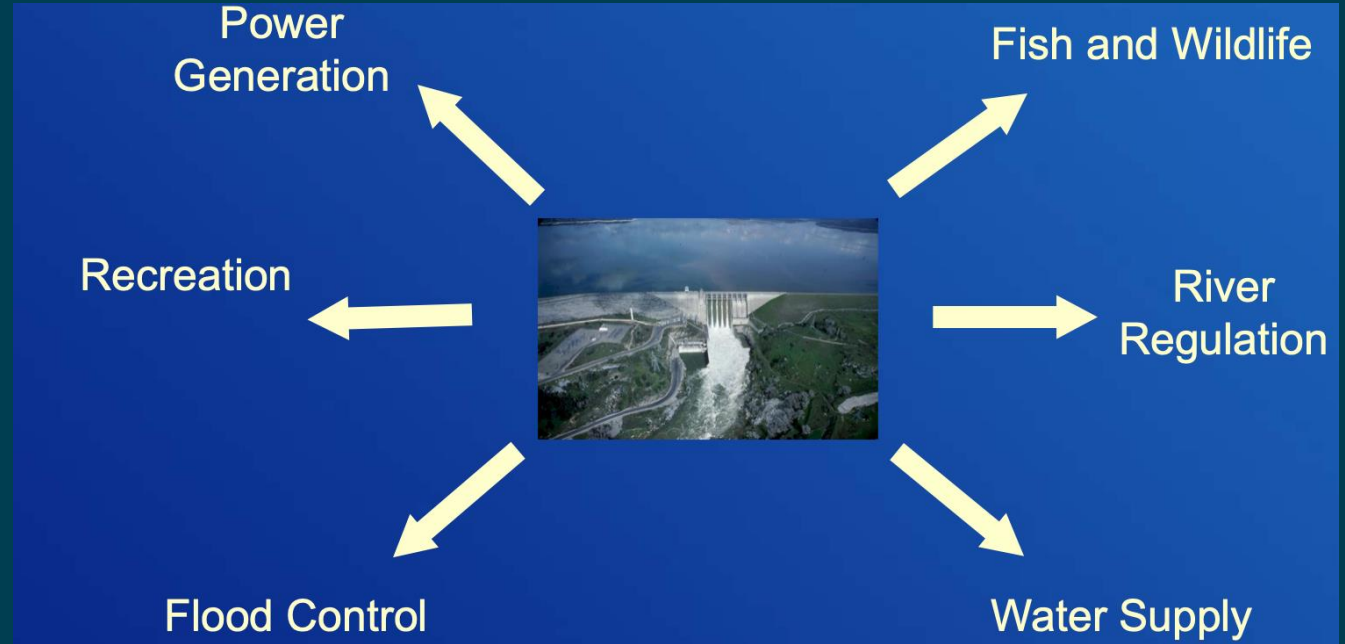 Power
Generation
Fish and Wildlife
Recreation
River
Regulation
Flood Control
Water Supply